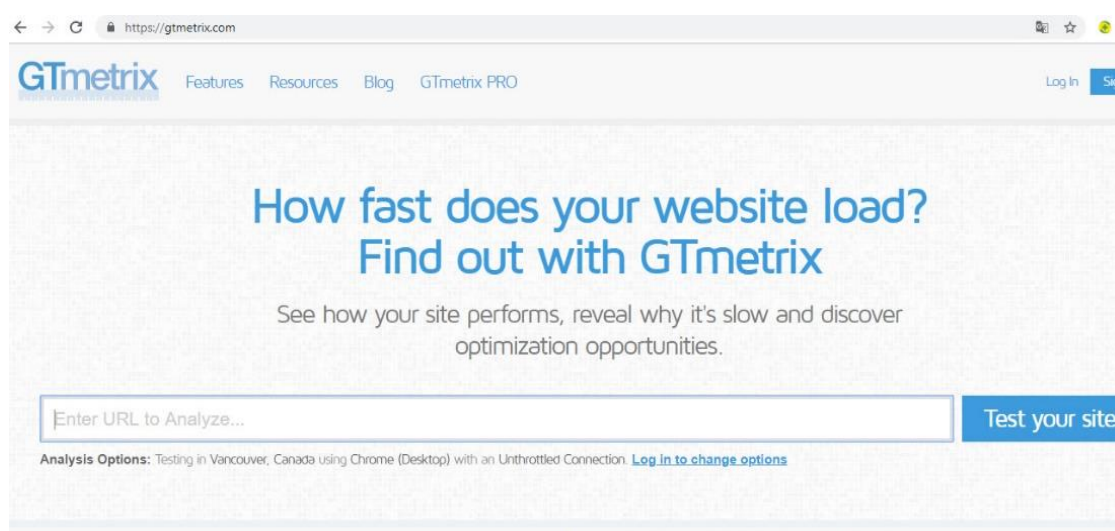 https://gtmetrix.com
GTmetrix Features Resources Blog GTmetrix PRO Log In
How fast does your website load?
Find out with GTmetrix
See how your site performs, reveal why it's slow and discover
optimization opportunities.
Enter URL to Analyze... Test your site
Analysis Options: Testing in Vancouver, Canada using Chrome (Desktop) with an Unthrottled Connection. Log in to change options